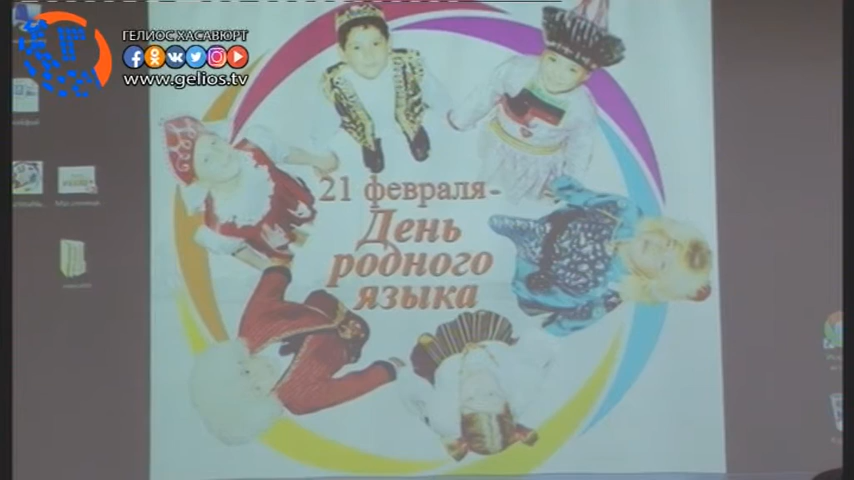 ГЕЛИОС ХАСАВЮРТ
www.gelios.tv
21 февраля-
День
родного
языка